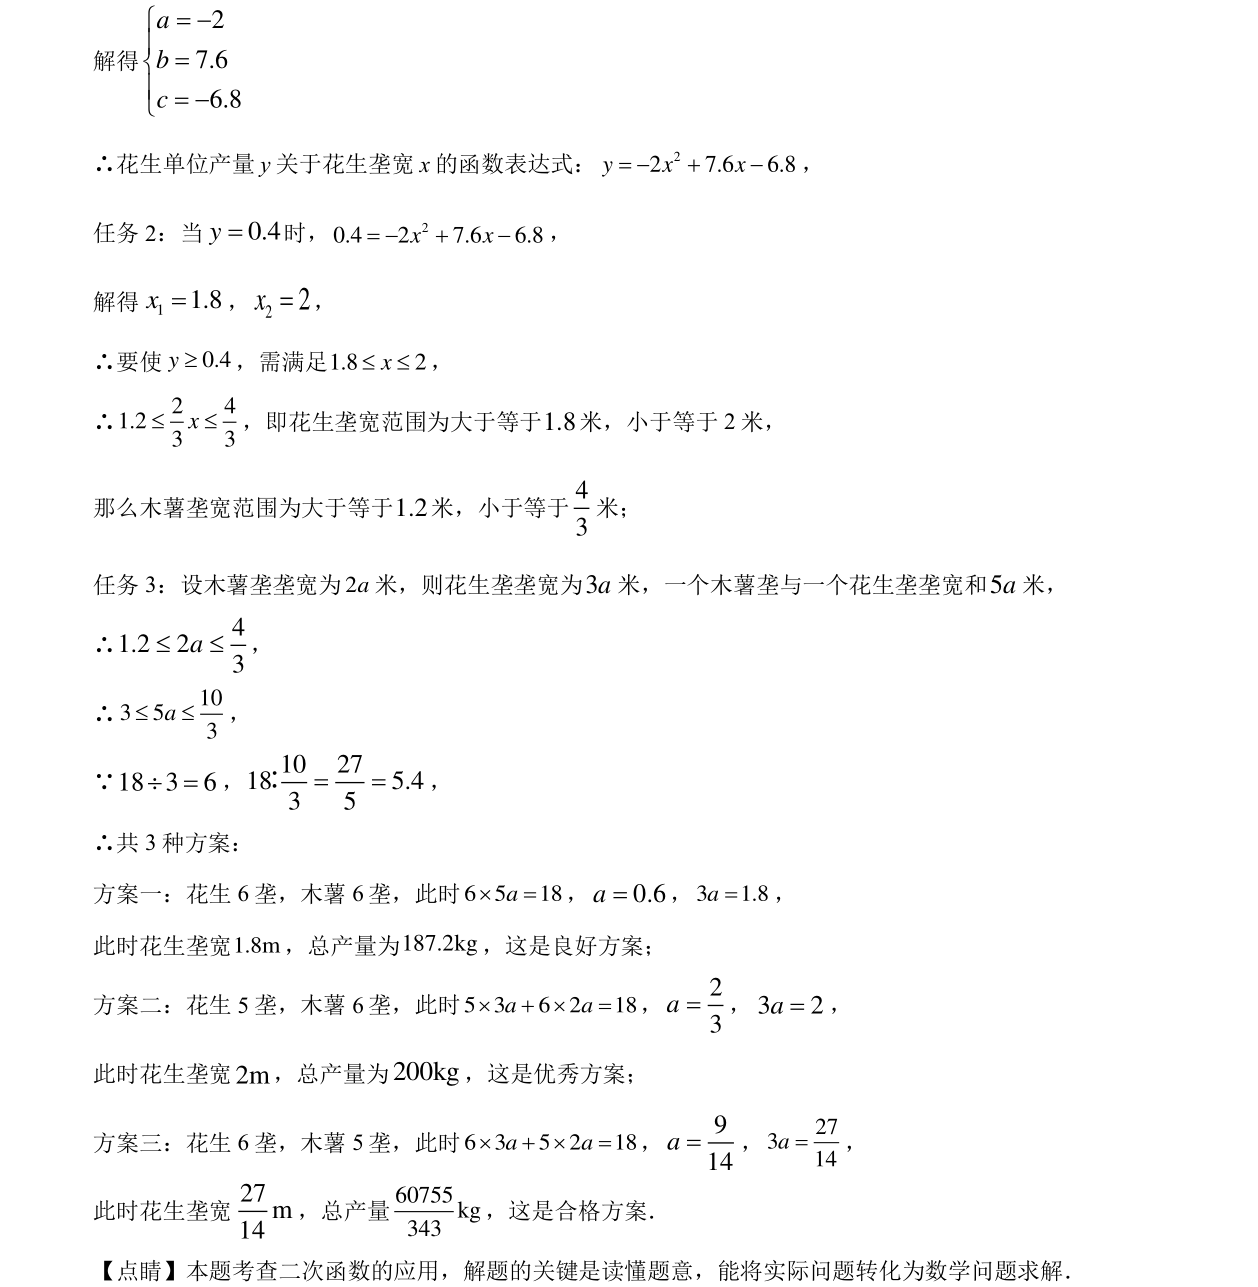 解得{a=−2
b=7.6
c=−6.8
∴花生单位产量 y 关于花生垄宽 x 的函数表达式：y=−2x²+7.6x−6.8，
任务 2：当 y=0.4时，0.4=−2x²+7.6x−6.8，
解得 x₁=1.8，x₂=2，
∴要使 y≥0.4，需满足1.8≤x≤2，
∴1.2≤2/3x≤4/3，即花生垄宽范围为大于等于1.8米，小于等于 2 米，
那么木薯垄宽范围为大于等于1.2米，小于等于4/3米；
任务 3：设木薯垄垄宽为 2a 米，则花生垄垄宽为3a 米，一个木薯垄与一个花生垄垄宽和5a 米，
∴1.2≤2a≤4/3，
∴3≤5a≤10/3，
∵18÷3=6，18∶10/3=27/5=5.4，
∴共 3 种方案：
方案一：花生 6 垄，木薯 6 垄，此时 6×5a=18，a=0.6，3a=1.8，
此时花生垄宽1.8m，总产量为187.2kg，这是良好方案；
方案二：花生 5 垄，木薯 6 垄，此时 5×3a+6×2a=18，a=2/3，3a=2，
此时花生垄宽 2m，总产量为 200kg，这是优秀方案；
方案三：花生 6 垄，木薯 5 垄，此时 6×3a+5×2a=18，a=9/14，3a=27/14，
此时花生垄宽 27/14 m，总产量 60755/343 kg，这是合格方案．
【点睛】本题考查二次函数的应用，解题的关键是读懂题意，能将实际问题转化为数学问题求解．